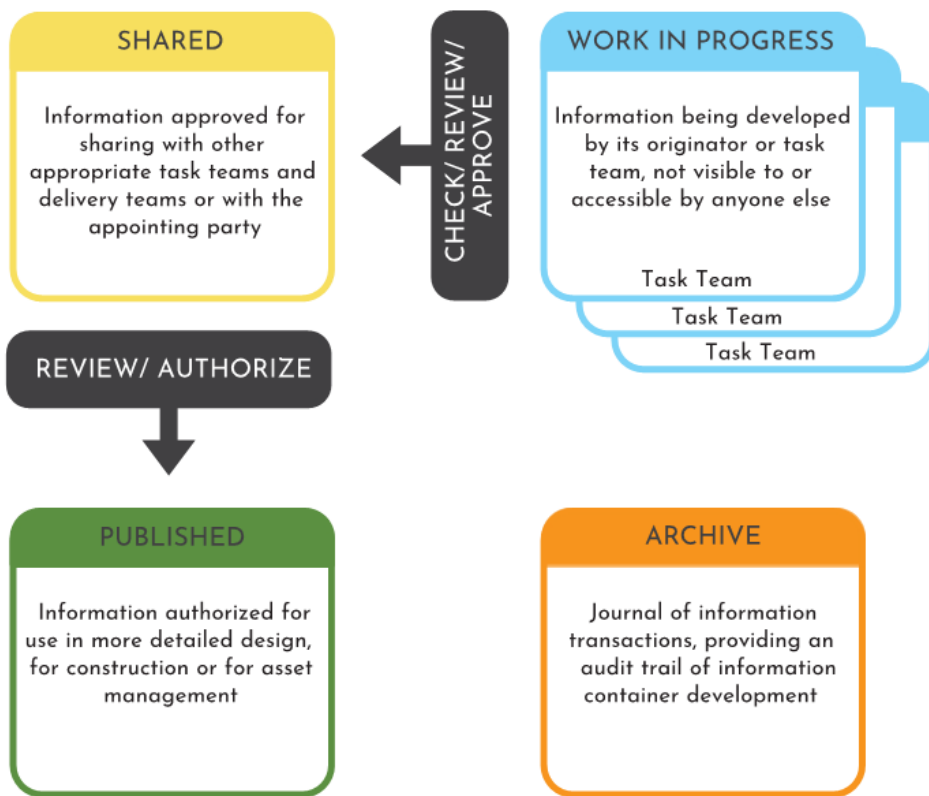 SHARED
Information approved for
sharing with other
appropriate task teams and
delivery teams or with the
appointing party
CHECK/ REVIEW/
APPROVE
WORK IN PROGRESS
Information being developed
by its originator or task
team, not visible to or
accessible by anyone else
Task Team
Task Team
Task Team
REVIEW/ AUTHORIZE
PUBLISHED
Information authorized for
use in more detailed design,
for construction or for asset
management
ARCHIVE
Journal of information
transactions, providing an
audit trail of information
container development